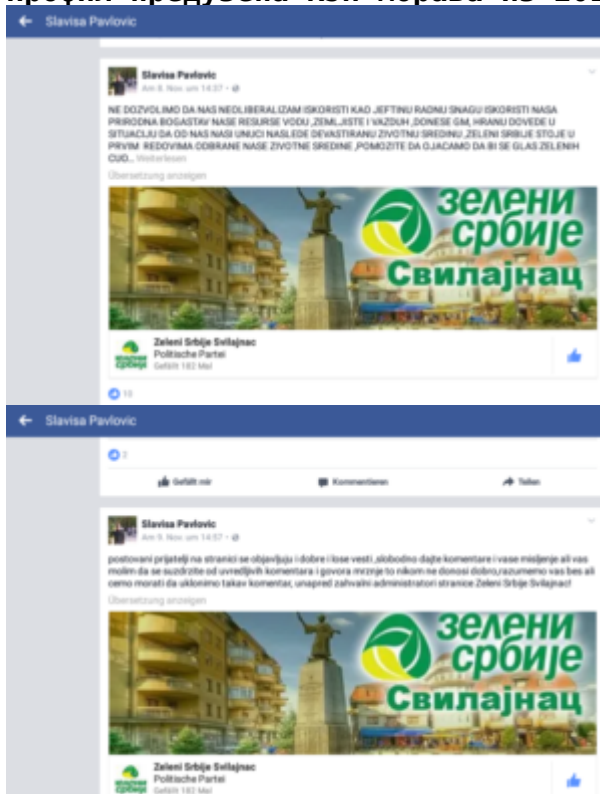 профил предузећа КЗП Морава из 201
Slavisa Pavlovic
Slavisa Pavlovic
Am 8. Nov. um 14:37 ·
NE DOZVOLIMO DA NAS NEOLIBERALIZAM ISKORISTI KAO JEFTINU RADNU SNAGU ISKORISTI NASA
PRIRODNA BOGASTAV NASE RESURSE VODU ,ZEMLJISTE I VAZDUH ,DONESE GM, HRANU DOVEDE U
SITUACIJU DA OD NAS NASI UNUCI NASLEDE DEVASTIRANU ZIVOTNU SREDINU ,ZELENI SRBIJE STOJE U
PRVIM REDOVIMA ODBRANE NASE ZIVOTNE SREDINE ,POMOZITE DA OJACAMO DA BI SE GLAS ZELENIH
CUO... Weiterlesen
Übersetzung anzeigen
зелени
србије
Свилајнац
Zeleni Srbije Svilajnac
Politische Partei
Gefällt 182 Mal
10
Slavisa Pavlovic
2
Gefällt mir
Kommentieren
Teilen
Slavisa Pavlovic
Am 9. Nov. um 14:57 ·
postovani prijatelji na stranici se objavljuju i dobre i lose vesti ,slobodno dajte komentare i vase misljenje ali vas
molim da se suzdrzite od uvredljivih komentara i govora mrznje to nikom ne donosi dobro,razumemo vas bes ali
cemo morati da uklonimo takav komentar, unapred zahvalni administratori stranice Zeleni Srbije Svilajnac!
Übersetzung anzeigen
зелени
србије
Свилајнац
Zeleni Srbije Svilajnac
Politische Partei
Gefällt 182 Mal